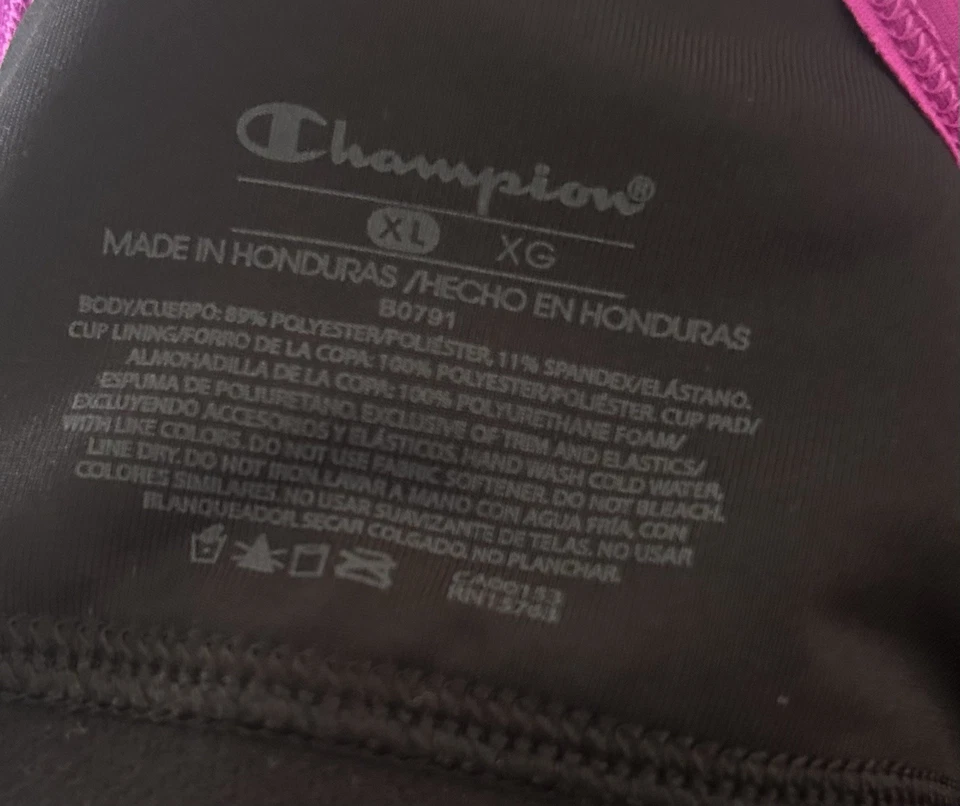 Champion®
XL XG
MADE IN HONDURAS /HECHO EN HONDURAS
B0791
BODY/CUERPO: 89% POLYESTER/POLIÉSTER, 11% SPANDEX/ELÁSTANO.
CUP LINING/FORRO DE LA COPA: 100% POLYESTER/POLIÉSTER. CUP PAD/
ALMOHADILLA DE LA COPA: 100% POLYURETHANE FOAM/
ESPUMA DE POLIURETANO. EXCLUSIVE OF TRIM AND ELASTICS/
EXCLUYENDO ACCESORIOS Y ELÁSTICOS. HAND WASH COLD WATER,
WITH LIKE COLORS. DO NOT USE FABRIC SOFTENER. DO NOT BLEACH.
LINE DRY. DO NOT IRON. LAVAR A MANO CON AGUA FRÍA, CON
COLORES SIMILARES. NO USAR SUAVIZANTE DE TELAS. NO USAR
BLANQUEADOR. SECAR COLGADO. NO PLANCHAR.
CA00153
RN15763